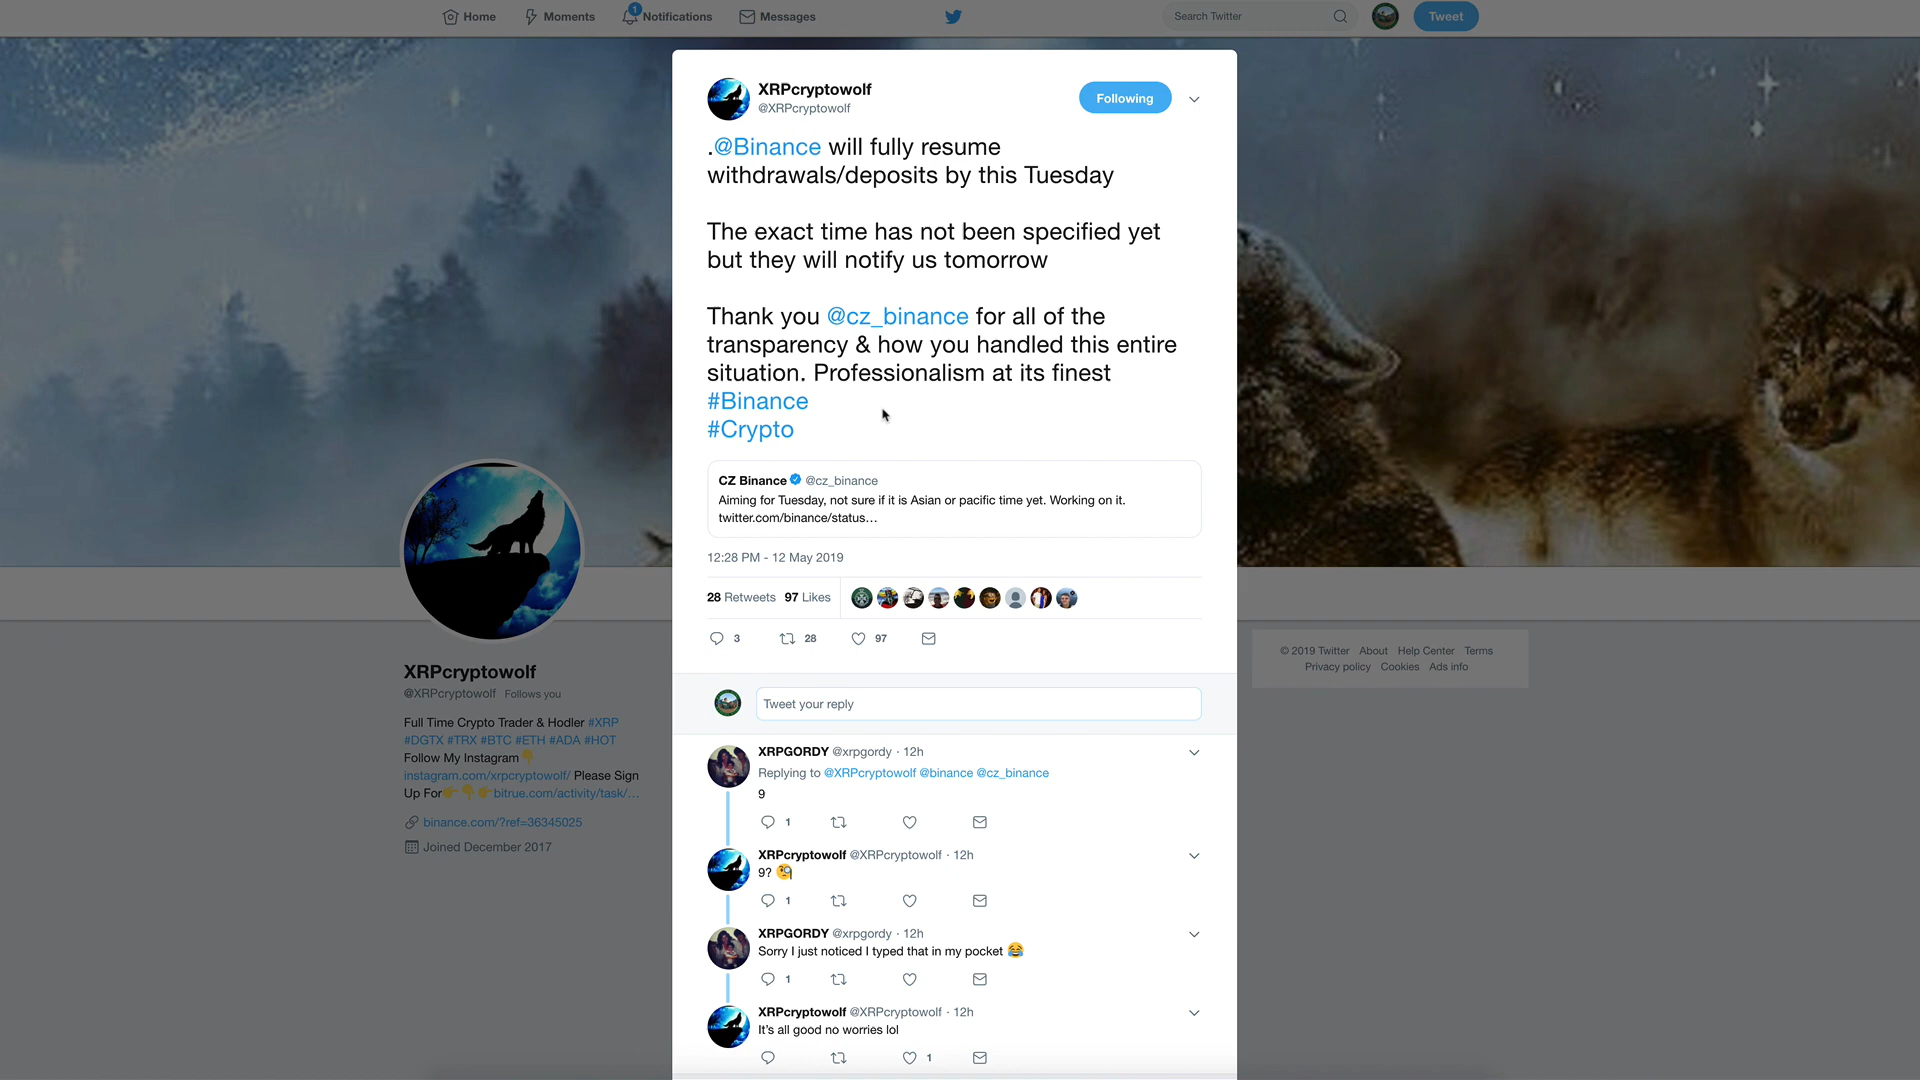 Home
Moments
1
Notifications
Messages
Search Twitter
Tweet
XRPcryptowolf
@XRPcryptowolf
Following
.@Binance will fully resume
withdrawals/deposits by this Tuesday
The exact time has not been specified yet
but they will notify us tomorrow
Thank you @cz_binance for all of the
transparency & how you handled this entire
situation. Professionalism at its finest
#Binance
#Crypto
CZ Binance @cz_binance
Aiming for Tuesday, not sure if it is Asian or pacific time yet. Working on it.
twitter.com/binance/status…
12:28 PM - 12 May 2019
28 Retweets 97 Likes
3 28 97
Tweet your reply
XRPGORDY @xrpgordy · 12h
Replying to @XRPcryptowolf @binance @cz_binance
9
1
XRPcryptowolf @XRPcryptowolf · 12h
9? 🧐
1
XRPGORDY @xrpgordy · 12h
Sorry I just noticed I typed that in my pocket 😂
1
XRPcryptowolf @XRPcryptowolf · 12h
It's all good no worries lol
1
XRPcryptowolf
@XRPcryptowolf Follows you
Full Time Crypto Trader & Hodler #XRP
#DGTX #TRX #BTC #ETH #ADA #HOT
Follow My Instagram👇
instagram.com/xrpcryptowolf/ Please Sign
Up For👉👇👉bitrue.com/activity/task/…
binance.com/?ref=36345025
Joined December 2017
© 2019 Twitter About Help Center Terms
Privacy policy Cookies Ads info